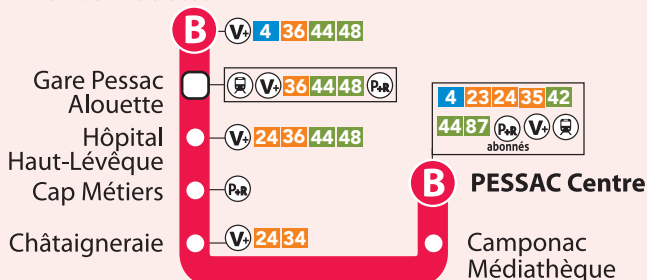 B V+ 4 36 44 48
Gare Pessac
Alouette
V+ 36 44 48 P+R
Hôpital
Haut-Lévêque
V+ 24 36 44 48
Cap Métiers
P+R
Châtaigneraie
V+ 24 34
4 23 24 35 42
44 87 P+R V+
abonnés
B PESSAC Centre
Camponac
Médiathèque